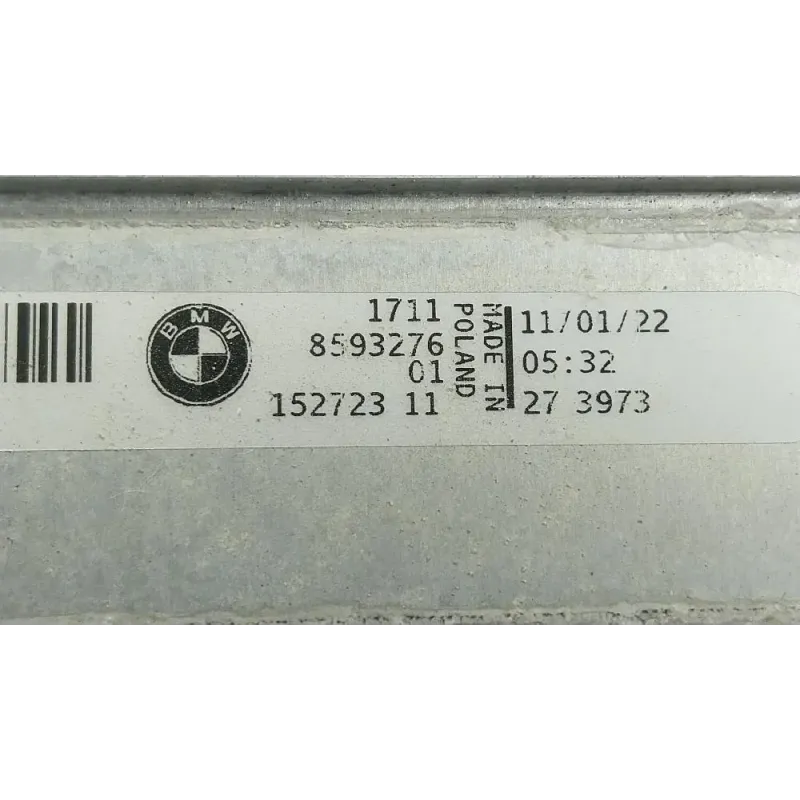 BMW
1711
8593276
01
152723 11
MADE IN
POLAND
11/01/22
05:32
27 3973